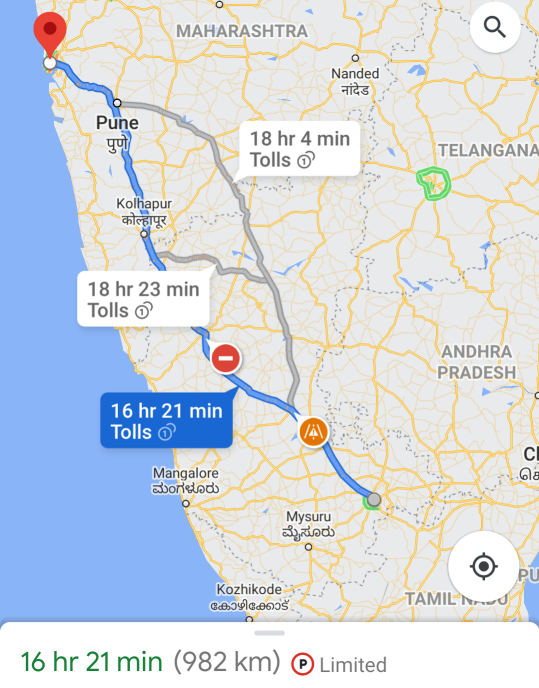 MAHARASHTRA
Nanded
नांदेड
Pune
पुणे
18 hr 4 min
Tolls
TELANGANA
Kolhapur
कोल्हापूर
18 hr 23 min
Tolls
ANDHRA
PRADESH
16 hr 21 min
Tolls
Mangalore
ಮಂಗಳೂರು
Mysuru
ಮೈಸೂರು
Kozhikode
കോഴിക്കോട്
TAMIL NADU
PU
16 hr 21 min (982 km) P Limited